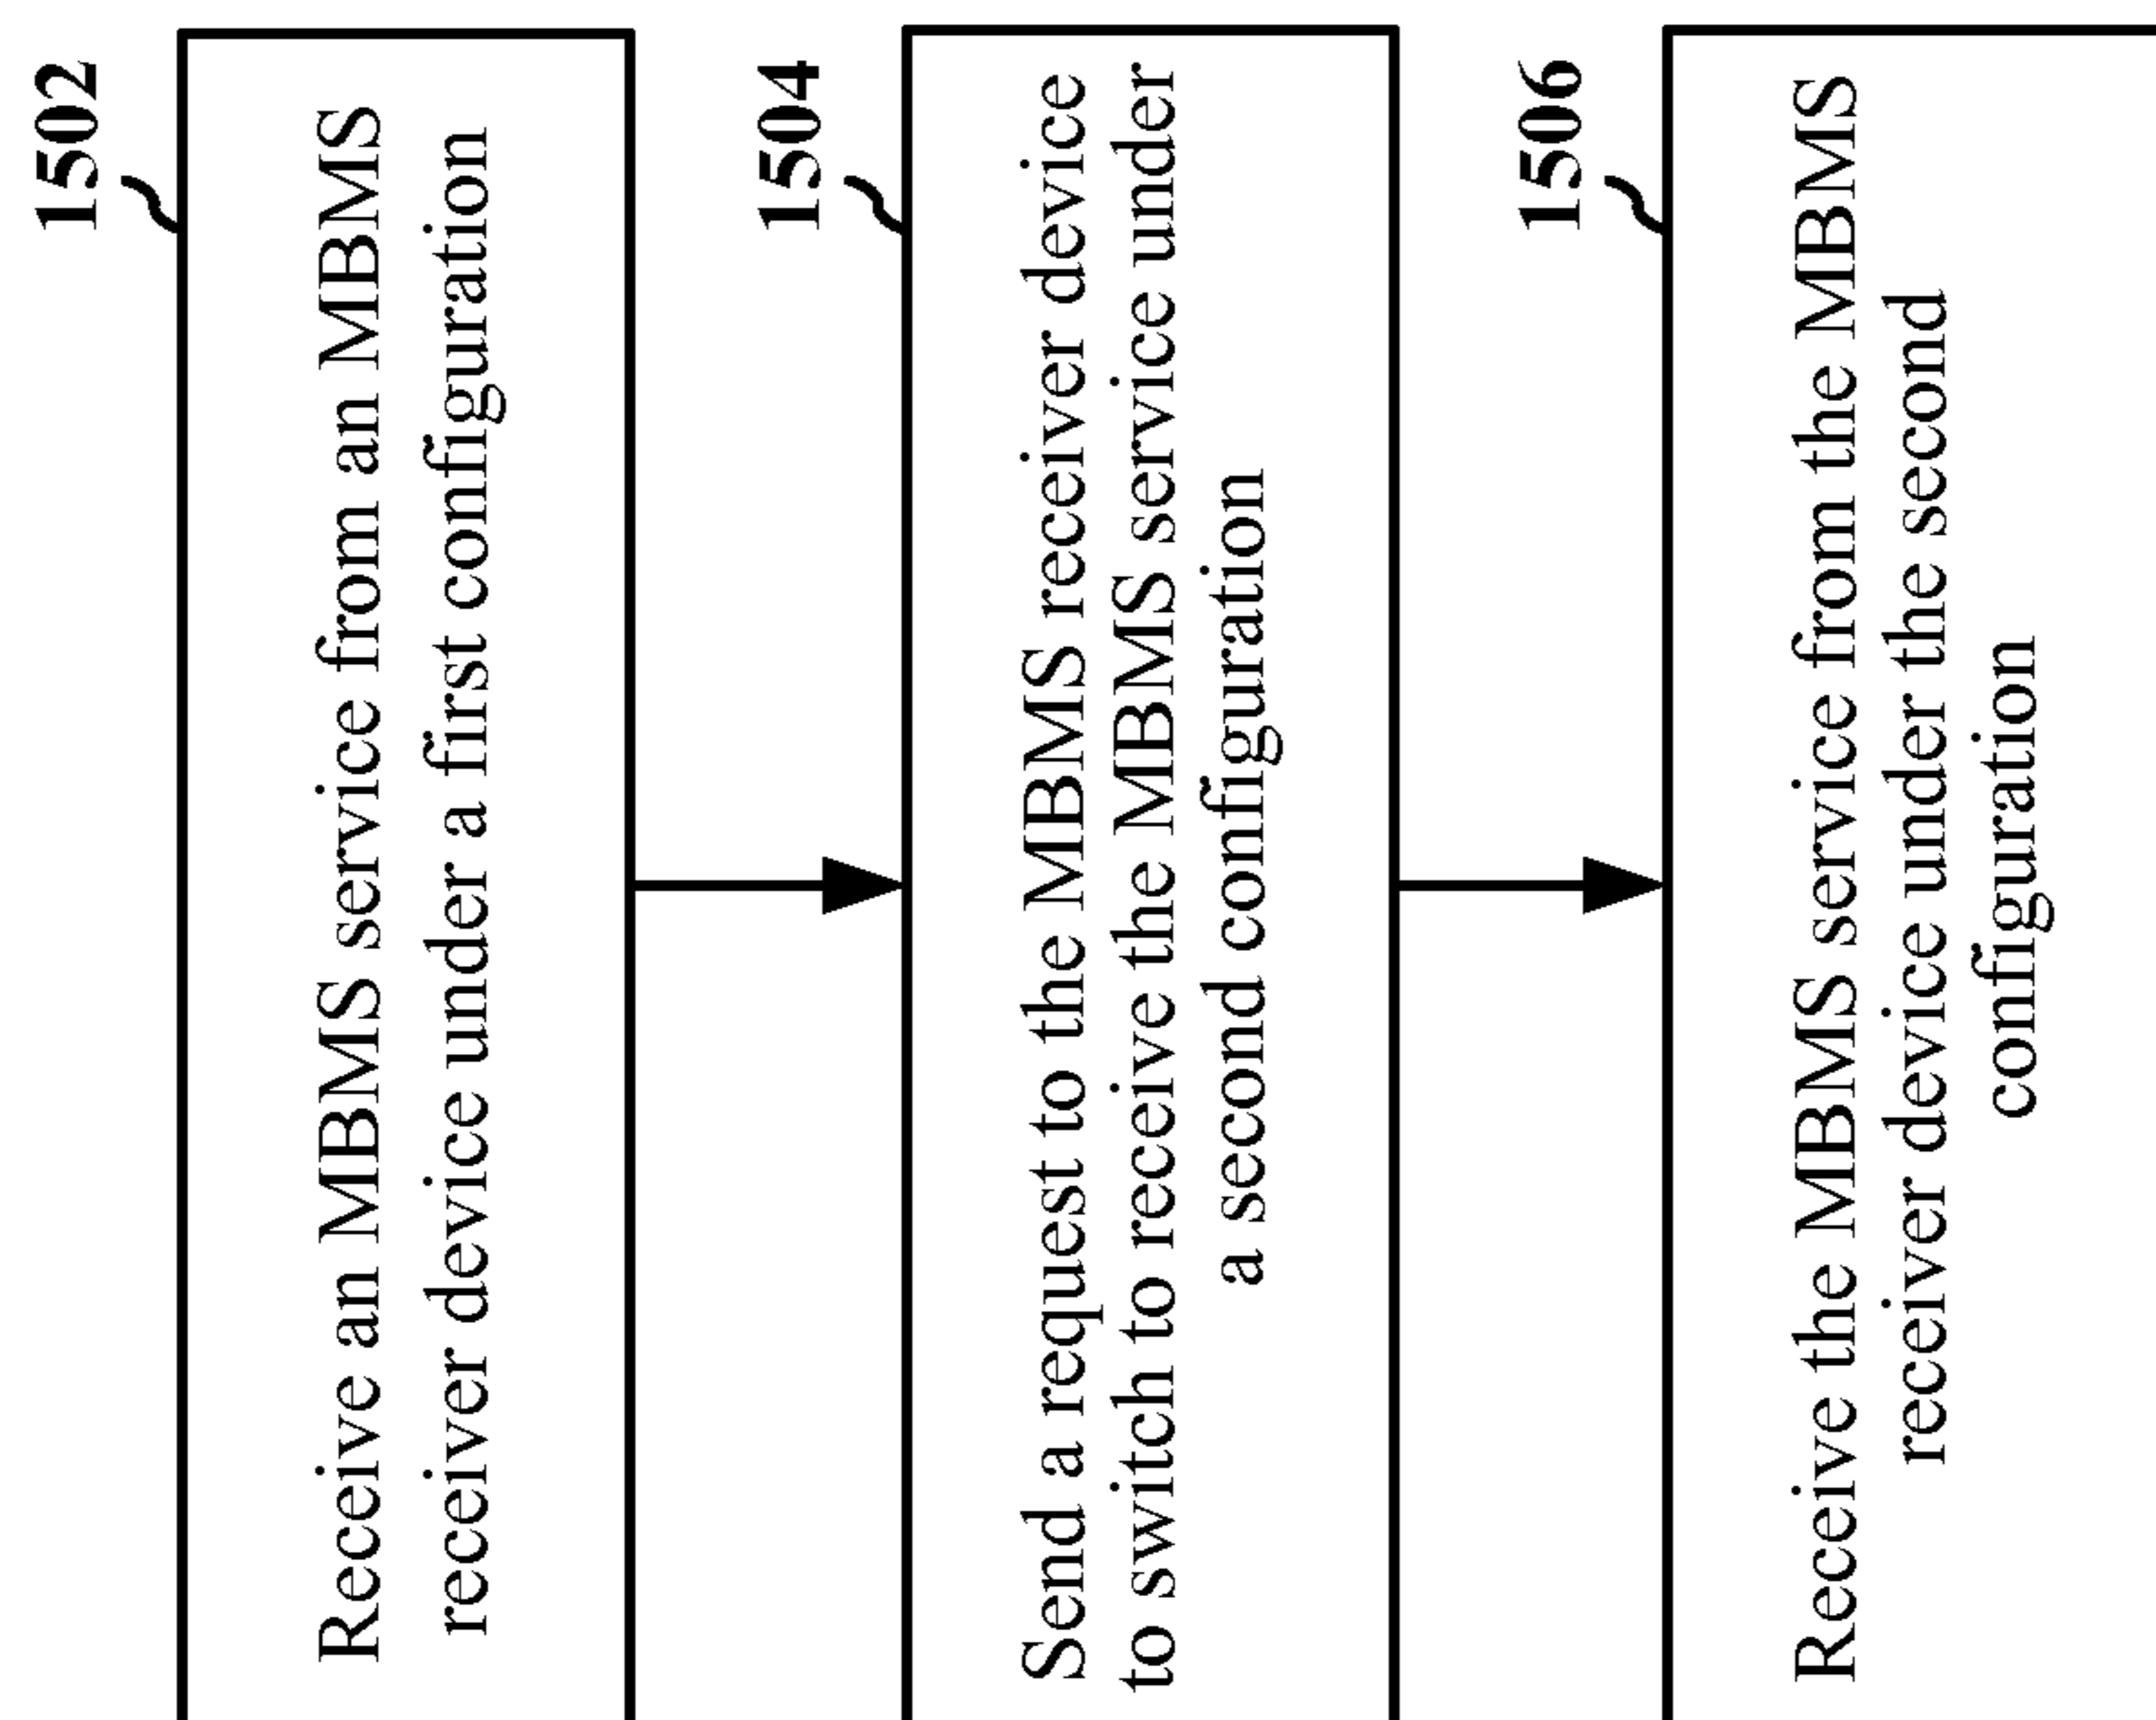 1502
Receive an MBMS service from an MBMS
receiver device under a first configuration
1504
Send a request to the MBMS receiver device
to switch to receive the MBMS service under
a second configuration
1506
Receive the MBMS service from the MBMS
receiver device under the second
configuration